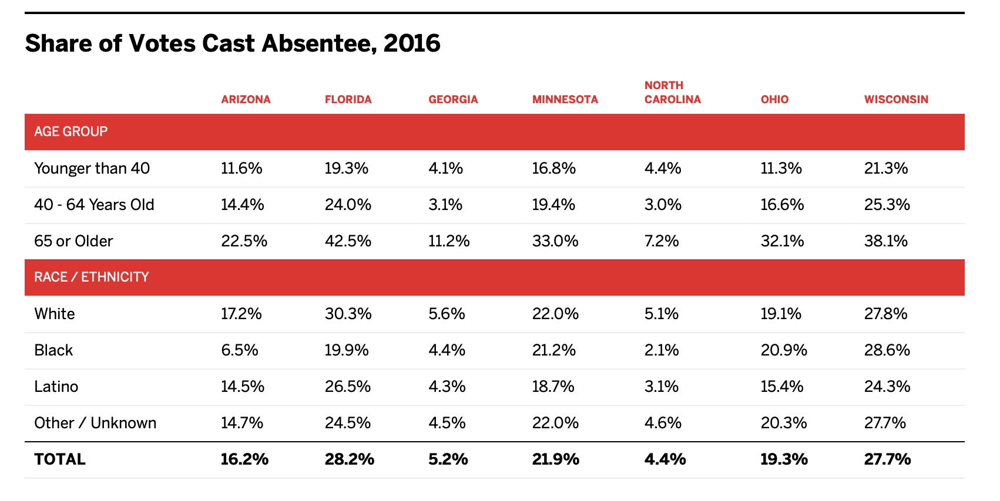 Share of Votes Cast Absentee, 2016
ARIZONA FLORIDA GEORGIA MINNESOTA NORTH CAROLINA OHIO WISCONSIN
AGE GROUP
Younger than 40 11.6% 19.3% 4.1% 16.8% 4.4% 11.3% 21.3%
40 - 64 Years Old 14.4% 24.0% 3.1% 19.4% 3.0% 16.6% 25.3%
65 or Older 22.5% 42.5% 11.2% 33.0% 7.2% 32.1% 38.1%
RACE / ETHNICITY
White 17.2% 30.3% 5.6% 22.0% 5.1% 19.1% 27.8%
Black 6.5% 19.9% 4.4% 21.2% 2.1% 20.9% 28.6%
Latino 14.5% 26.5% 4.3% 18.7% 3.1% 15.4% 24.3%
Other / Unknown 14.7% 24.5% 4.5% 22.0% 4.6% 20.3% 27.7%
TOTAL 16.2% 28.2% 5.2% 21.9% 4.4% 19.3% 27.7%